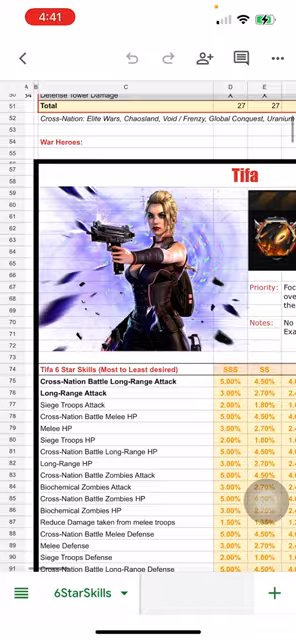 4:41
A B C D E
51 Total 27 27
52 Cross-Nation: Elite Wars, Chaosland, Void / Frenzy, Global Conquest, Uranium
53
54 War Heroes:
55
57
58 Tifa
59
60
61
62
63
64
65
66
67 Priority: Foc
68 over
69 the
70 Notes: No
71 Exa
72
74 Tifa 6 Star Skills (Most to Least desired) SSS SS
75 Cross-Nation Battle Long-Range Attack 5.00% 4.50%
76 Long-Range Attack 3.00% 2.70%
77 Siege Troops Attack 2.00% 1.80%
78 Cross-Nation Battle Melee HP 5.00% 4.50%
79 Melee HP 3.00% 2.70%
80 Siege Troops HP 2.00% 1.80%
81 Cross-Nation Battle Long-Range HP 5.00% 4.50%
82 Long-Range HP 3.00% 2.70%
83 Cross-Nation Battle Zombies Attack 5.00% 4.50%
84 Biochemical Zombies Attack 3.00%
85 Cross-Nation Battle Zombies HP 5.00%
86 Biochemical Zombies HP 3.00%
87 Reduce Damage taken from melee troops 1.50%
88 Cross-Nation Battle Melee Defense 5.00% 4.50%
89 Melee Defense 3.00% 2.70%
90 Siege Troops Defense 2.00% 1.80%
91 Cross-Nation Battle Long-Range Defense 5.00% 4.50%
6StarSkills